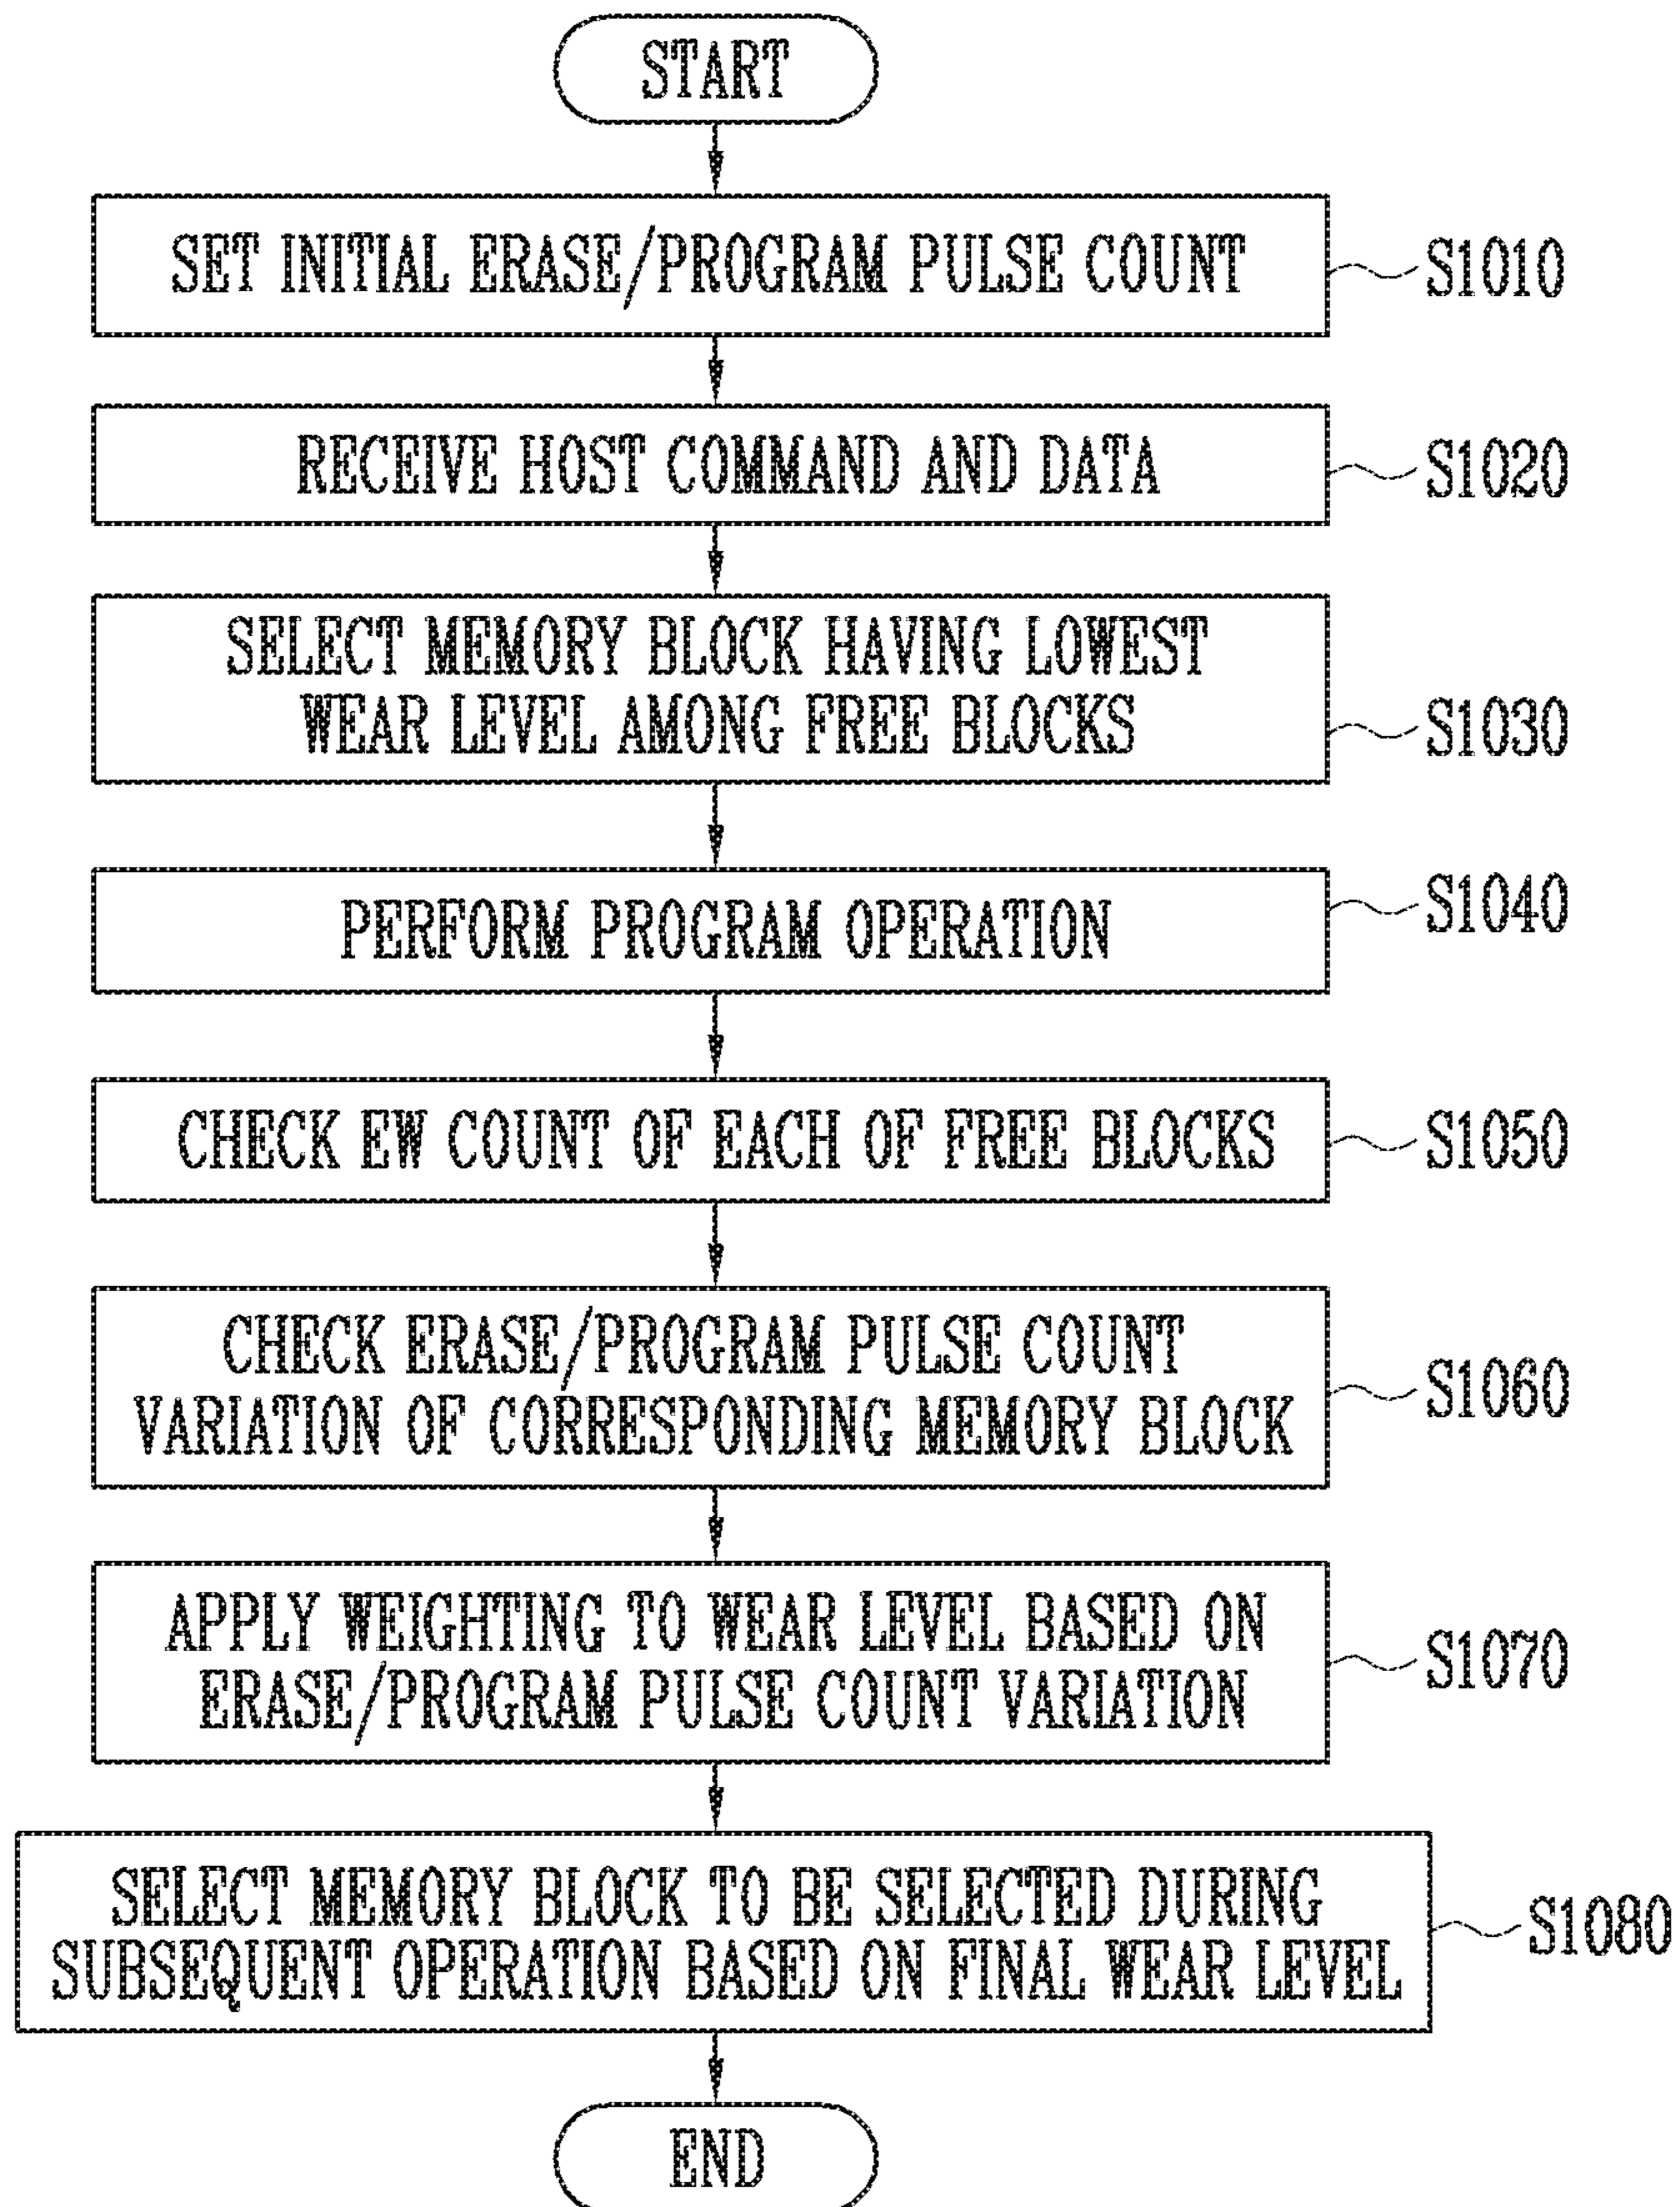 START
SET INITIAL ERASE/PROGRAM PULSE COUNT
S1010
RECEIVE HOST COMMAND AND DATA
S1020
SELECT MEMORY BLOCK HAVING LOWEST
WEAR LEVEL AMONG FREE BLOCKS
S1030
PERFORM PROGRAM OPERATION
S1040
CHECK EW COUNT OF EACH OF FREE BLOCKS
S1050
CHECK ERASE/PROGRAM PULSE COUNT
VARIATION OF CORRESPONDING MEMORY BLOCK
S1060
APPLY WEIGHTING TO WEAR LEVEL BASED ON
ERASE/PROGRAM PULSE COUNT VARIATION
S1070
SELECT MEMORY BLOCK TO BE SELECTED DURING
SUBSEQUENT OPERATION BASED ON FINAL WEAR LEVEL
S1080
END